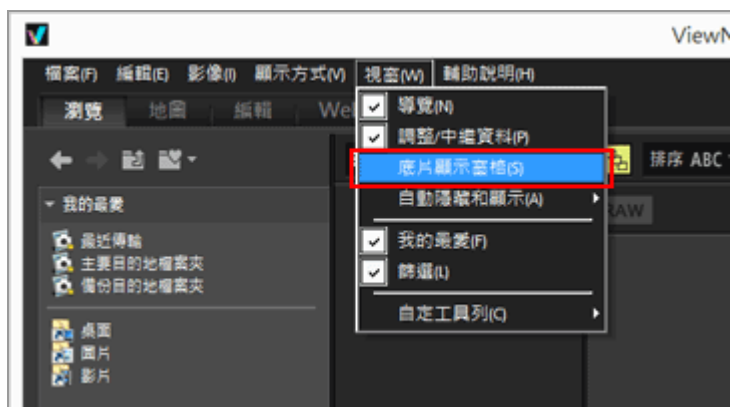 ViewN
檔案(F) 編輯(E) 影像(I) 顯示方式(V) 視窗(W) 輔助說明(H)
瀏覽 地圖 編輯 We
導覽(N)
調整/中繼資料(P)
底片顯示窗格(S)
排序 ABC
自動隱藏和顯示(A)
RAW
我的最愛
我的最愛(F)
最近傳輸
主要目的地檔案夾
篩選(L)
備份目的地檔案夾
自定工具列(C)
桌面
圖片
影片